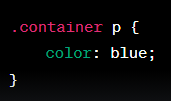 .container p {
    color: blue;
}